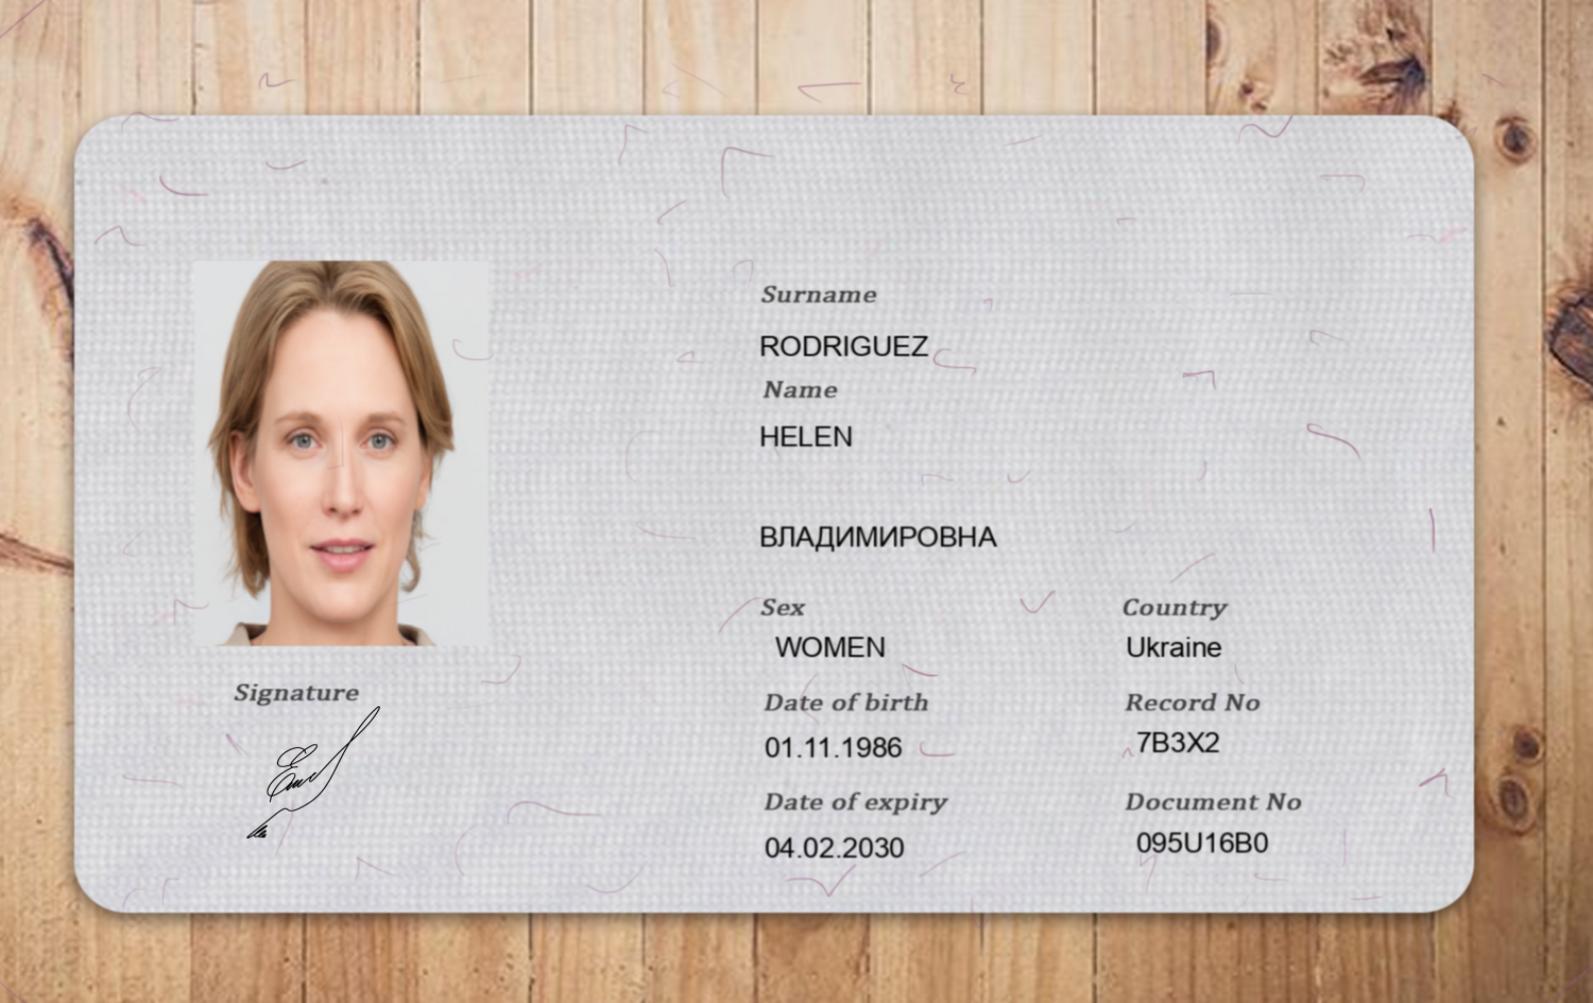 Surname
RODRIGUEZ
Name
HELEN
ВЛАДИМИРОВНА
Sex
WOMEN
Country
Ukraine
Signature
Date of birth
01.11.1986
Record No
7B3X2
Date of expiry
04.02.2030
Document No
095U16B0